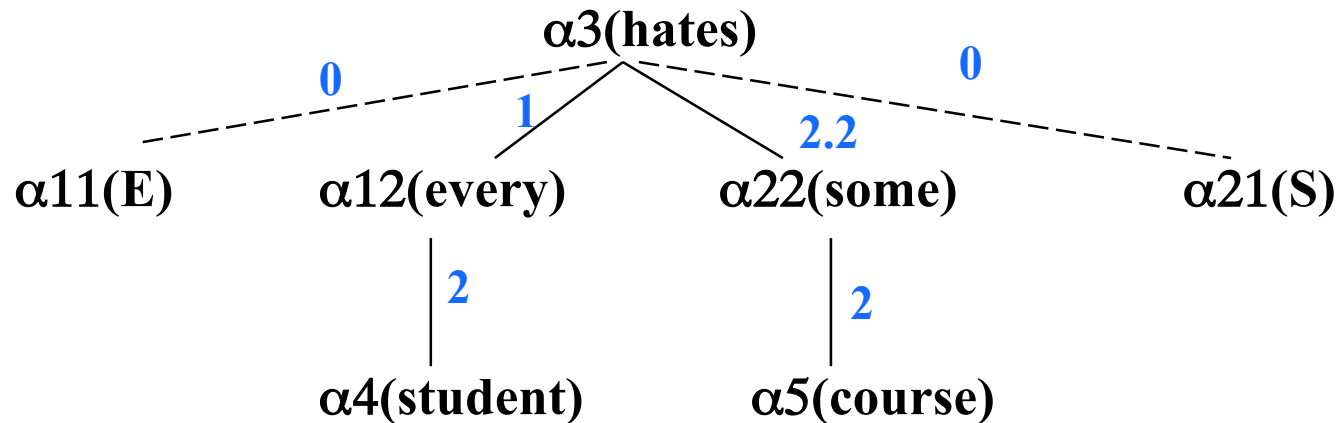 α3(hates)
0
0
1
2.2
α11(E) α12(every) α22(some) α21(S)
2
2
α4(student) α5(course)